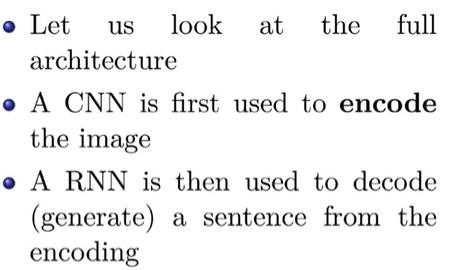 Let us look at the full
architecture
A CNN is first used to encode
the image
A RNN is then used to decode
(generate) a sentence from the
encoding